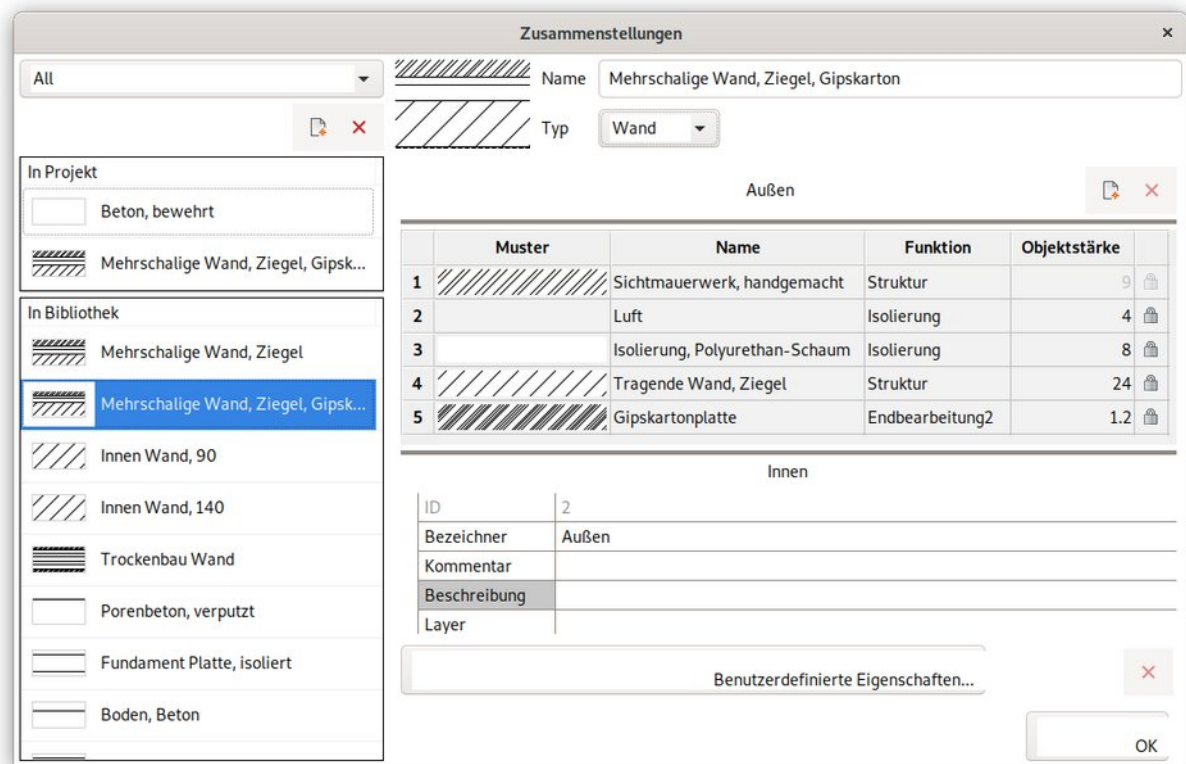 Zusammenstellungen
All
Name Mehrschalige Wand, Ziegel, Gipskarton
Typ Wand
In Projekt
Beton, bewehrt
Mehrschalige Wand, Ziegel, Gipsk...
In Bibliothek
Mehrschalige Wand, Ziegel
Mehrschalige Wand, Ziegel, Gipsk...
Innen Wand, 90
Innen Wand, 140
Trockenbau Wand
Porenbeton, verputzt
Fundament Platte, isoliert
Boden, Beton
Außen
Muster Name Funktion Objektstärke
1 Sichtmauerwerk, handgemacht Struktur 9
2 Luft Isolierung 4
3 Isolierung, Polyurethan-Schaum Isolierung 8
4 Tragende Wand, Ziegel Struktur 24
5 Gipskartonplatte Endbearbeitung2 1.2
Innen
ID 2
Bezeichner Außen
Kommentar
Beschreibung
Layer
Benutzerdefinierte Eigenschaften...
OK